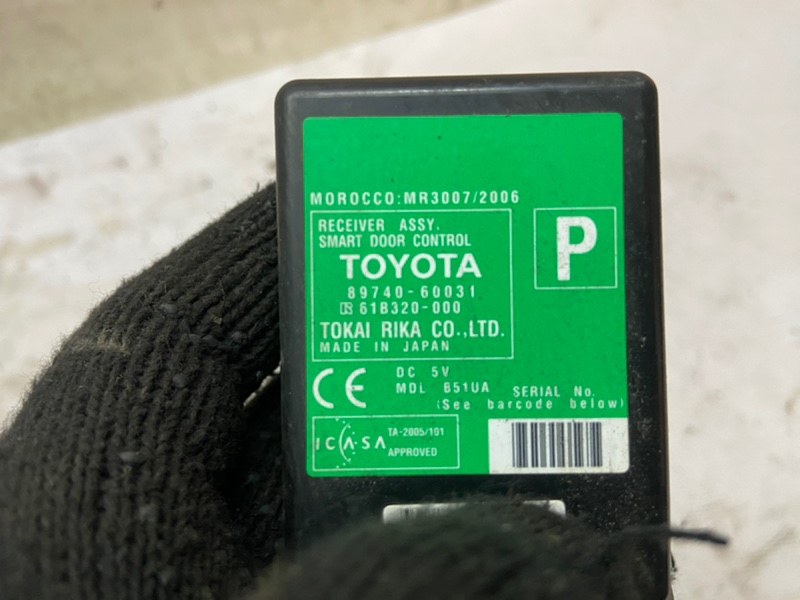 MOROCCO:MR3007/2006
RECEIVER ASSY.
SMART DOOR CONTROL
TOYOTA
P
89740-60031
61B320-000
TOKAI RIKA CO.,LTD.
MADE IN JAPAN
CE
DC 5V
MDL B51UA SERIAL No.
(See barcode below)
ICASA TA-2005/101
APPROVED